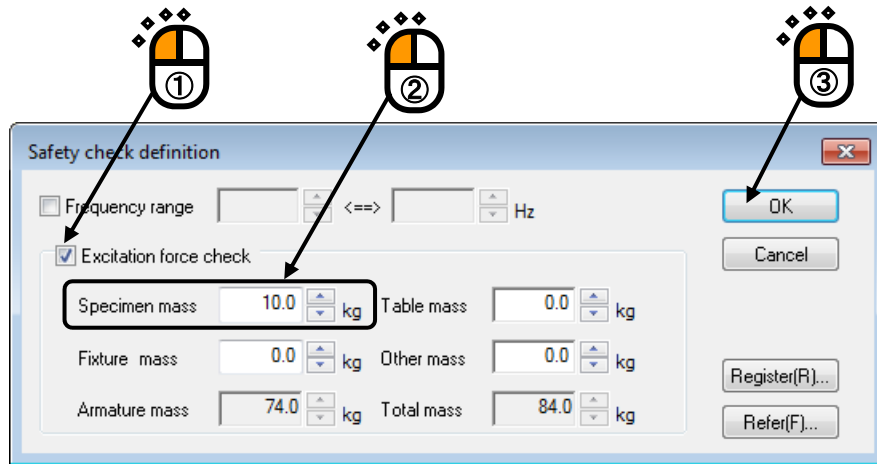 ① ② ③
Safety check definition
Frequency range <==> Hz OK
Excitation force check Cancel
Specimen mass 10.0 kg Table mass 0.0 kg
Fixture mass 0.0 kg Other mass 0.0 kg Register(R)...
Armature mass 74.0 kg Total mass 84.0 kg Refer(F)...